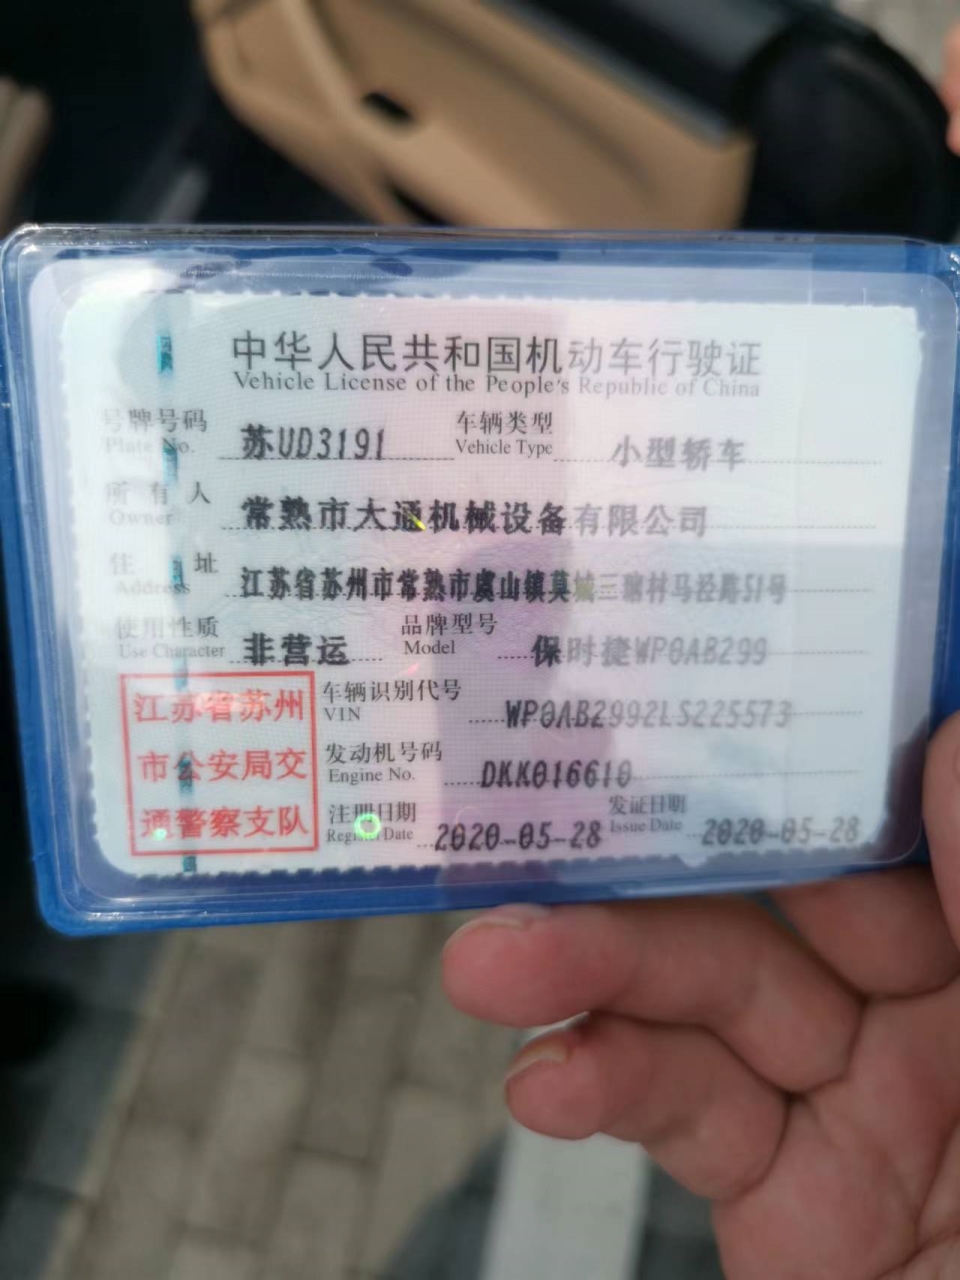 中华人民共和国机动车行驶证
Vehicle License of the People's Republic of China
号牌号码 苏UD3191 车辆类型 小型轿车
Plate No. Vehicle Type
所有人 常熟市大通机械设备有限公司
Owner
住址 江苏省苏州市常熟市虞山镇莫城三塘村马泾路51号
Address
使用性质 非营运 品牌型号 保时捷WP0AB299
Use Character Model
江苏省苏州
市公安局交
通警察支队
车辆识别代号 WP0AB2992LS225573
VIN
发动机号码 DKK016610
Engine No.
注册日期 2020-05-28 发证日期 2020-05-28
Register Date Issue Date